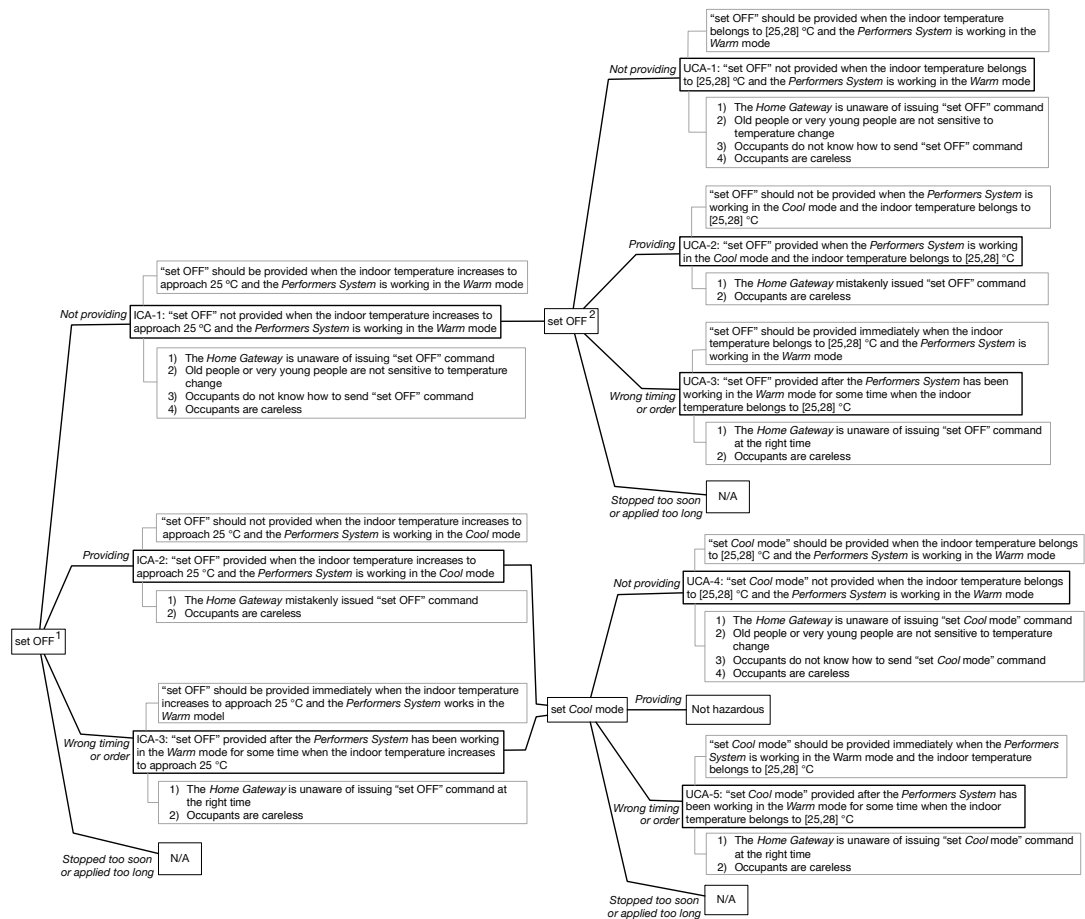 "set OFF" should be provided when the indoor temperature
belongs to [25,28] ºC and the Performers System is working in the
Warm mode
Not providing
UCA-1: "set OFF" not provided when the indoor temperature belongs
to [25,28] ºC and the Performers System is working in the Warm mode
1) The Home Gateway is unaware of issuing "set OFF" command
2) Old people or very young people are not sensitive to
temperature change
3) Occupants do not know how to send "set OFF" command
4) Occupants are careless
"set OFF" should not be provided when the Performers System is
working in the Cool mode and the indoor temperature belongs to
[25,28] °C
Providing
UCA-2: "set OFF" provided when the Performers System is working
in the Cool mode and the indoor temperature belongs to [25,28] °C
1) The Home Gateway mistakenly issued "set OFF" command
2) Occupants are careless
"set OFF" should be provided when the indoor temperature increases to
approach 25 ºC and the Performers System is working in the Warm mode
Not providing
ICA-1: "set OFF" not provided when the indoor temperature increases to
approach 25 ºC and the Performers System is working in the Warm mode
1) The Home Gateway is unaware of issuing "set OFF" command
2) Old people or very young people are not sensitive to temperature
change
3) Occupants do not know how to send "set OFF" command
4) Occupants are careless
set OFF 2
"set OFF" should be provided immediately when the indoor
temperature belongs to [25,28] °C and the Performers System is
working in the Warm mode
Wrong timing
or order
UCA-3: "set OFF" provided after the Performers System has been
working in the Warm mode for some time when the indoor
temperature belongs to [25,28] °C
1) The Home Gateway is unaware of issuing "set OFF" command
at the right time
2) Occupants are careless
Stopped too soon
or applied too long
N/A
"set OFF" should not provided when the indoor temperature increases to
approach 25 °C and the Performers System is working in the Cool mode
Providing
ICA-2: "set OFF" provided when the indoor temperature increases to
approach 25 °C and the Performers System is working in the Cool mode
1) The Home Gateway mistakenly issued "set OFF" command
2) Occupants are careless
set OFF 1
"set OFF" should be provided immediately when the indoor temperature
increases to approach 25 °C and the Performers System works in the
Warm model
Wrong timing
or order
ICA-3: "set OFF" provided after the Performers System has been working
in the Warm mode for some time when the indoor temperature increases
to approach 25 °C
1) The Home Gateway is unaware of issuing "set OFF" command at
the right time
2) Occupants are careless
Stopped too soon
or applied too long
N/A
"set Cool mode" should be provided when the indoor temperature belongs
to [25,28] °C and the Performers System is working in the Warm mode
Not providing
UCA-4: "set Cool mode" not provided when the indoor temperature belongs
to [25,28] °C and the Performers System is working in the Warm mode
1) The Home Gateway is unaware of issuing "set Cool mode" command
2) Old people or very young people are not sensitive to temperature
change
3) Occupants do not know how to send "set Cool mode" command
4) Occupants are careless
set Cool mode
Providing
Not hazardous
"set Cool mode" should be provided immediately when the Performers
System is working in the Warm mode and the indoor temperature
belongs to [25,28] °C
Wrong timing
or order
UCA-5: "set Cool mode" provided after the Performers System has
been working in the Warm mode for some time when the indoor
temperature belongs to [25,28] °C
1) The Home Gateway is unaware of issuing "set Cool mode" command
at the right time
2) Occupants are careless
Stopped too soon
or applied too long
N/A